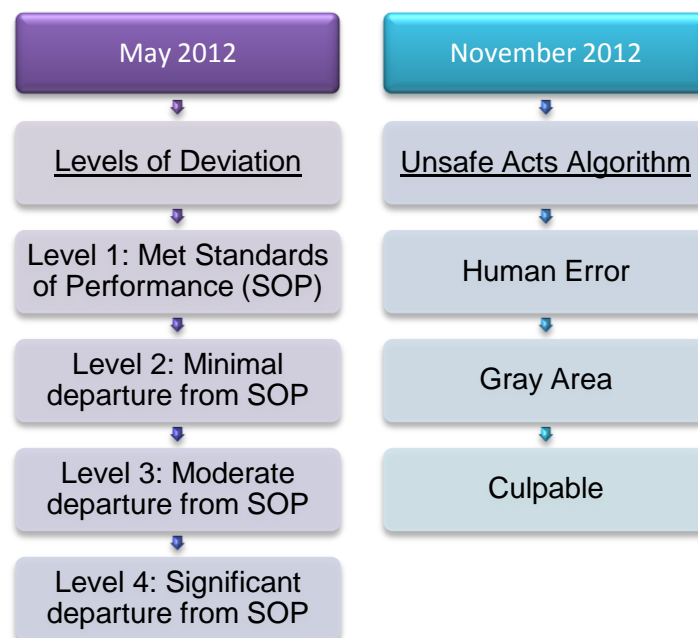 May 2012
Levels of Deviation
Level 1: Met Standards
of Performance (SOP)
Level 2: Minimal
departure from SOP
Level 3: Moderate
departure from SOP
Level 4: Significant
departure from SOP
November 2012
Unsafe Acts Algorithm
Human Error
Gray Area
Culpable